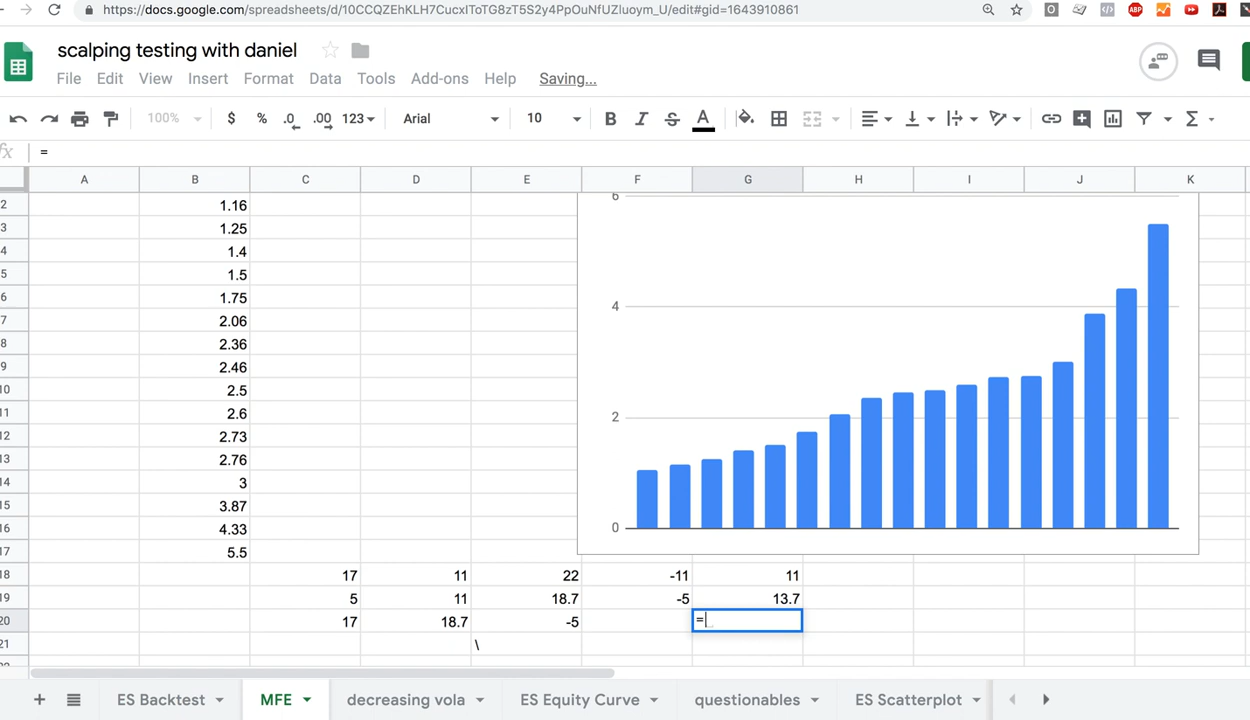 https://docs.google.com/spreadsheets/d/10CCQZEhKLH7CucxIToTG8zT5S2y4PpOuNfUZluoym_U/edit#gid=1643910861
O ABP
scalping testing with daniel
File Edit View Insert Format Data Tools Add-ons Help Saving...
100% $ % .0 .00 123 Arial 10 B I S A Σ
fx =
A B C D E F G H I J K
2 1.16
3 1.25
4 1.4
5 1.5
6 1.75
7 2.06
8 2.36
9 2.46
10 2.5
11 2.6
12 2.73
13 2.76
14 3
15 3.87
16 4.33
17 5.5
6
4
2
0
18 17 11 22 -11 11
19 5 11 18.7 -5 13.7
20 17 18.7 -5 =
21 \
+ ES Backtest MFE decreasing vola ES Equity Curve questionables ES Scatterplot